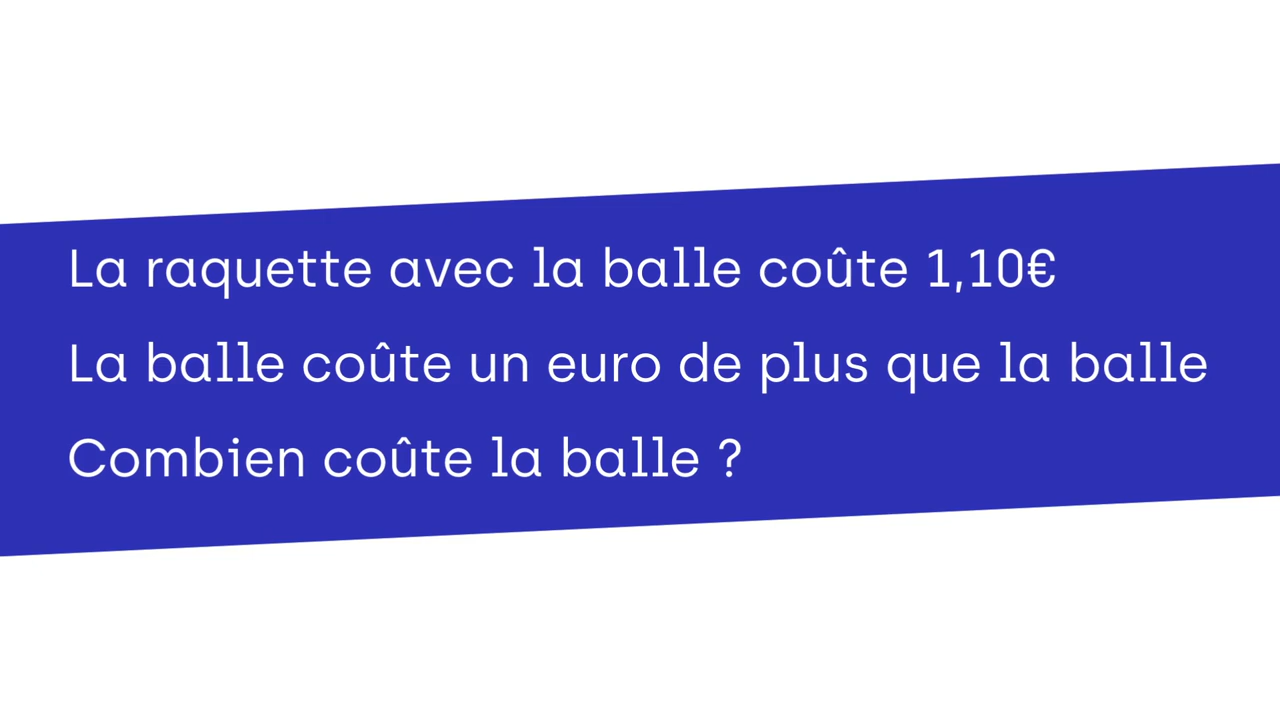 La raquette avec la balle coûte 1,10€
La balle coûte un euro de plus que la balle
Combien coûte la balle ?